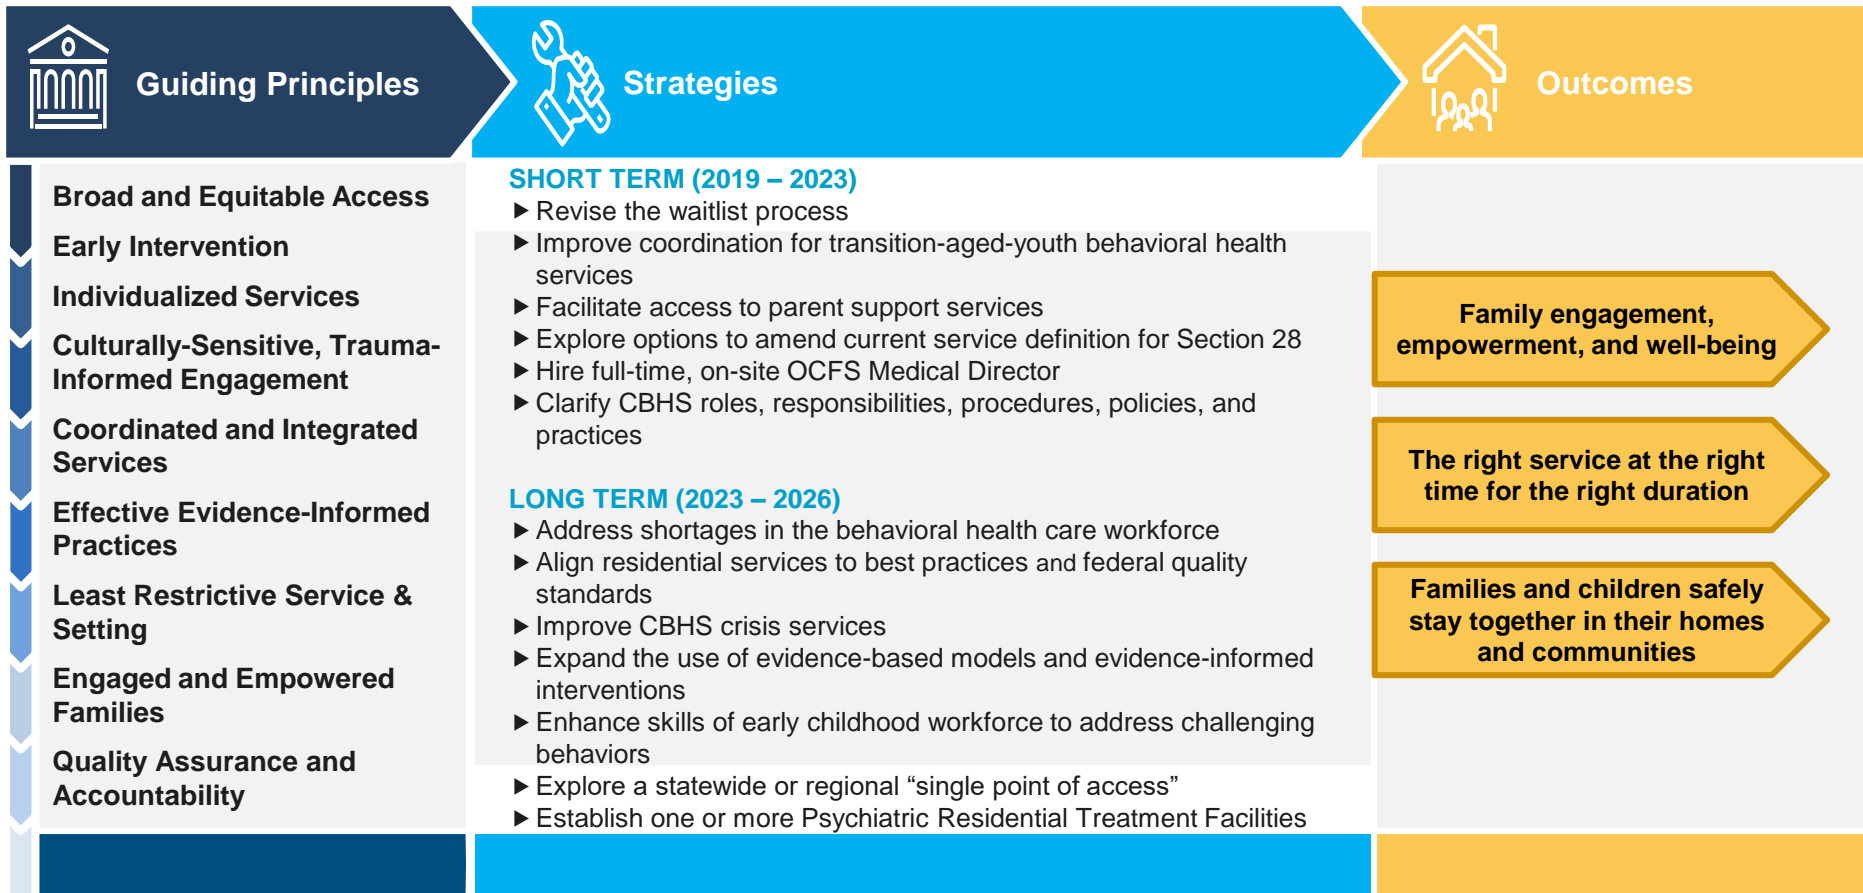 Guiding Principles
Strategies
Outcomes
Broad and Equitable Access
Early Intervention
Individualized Services
Culturally-Sensitive, Trauma-
Informed Engagement
Coordinated and Integrated
Services
Effective Evidence-Informed
Practices
Least Restrictive Service &
Setting
Engaged and Empowered
Families
Quality Assurance and
Accountability
SHORT TERM (2019 – 2023)
Revise the waitlist process
Improve coordination for transition-aged-youth behavioral health
services
Facilitate access to parent support services
Explore options to amend current service definition for Section 28
Hire full-time, on-site OCFS Medical Director
Clarify CBHS roles, responsibilities, procedures, policies, and
practices
LONG TERM (2023 – 2026)
Address shortages in the behavioral health care workforce
Align residential services to best practices and federal quality
standards
Improve CBHS crisis services
Expand the use of evidence-based models and evidence-informed
interventions
Enhance skills of early childhood workforce to address challenging
behaviors
Explore a statewide or regional “single point of access”
Establish one or more Psychiatric Residential Treatment Facilities
Family engagement,
empowerment, and well-being
The right service at the right
time for the right duration
Families and children safely
stay together in their homes
and communities